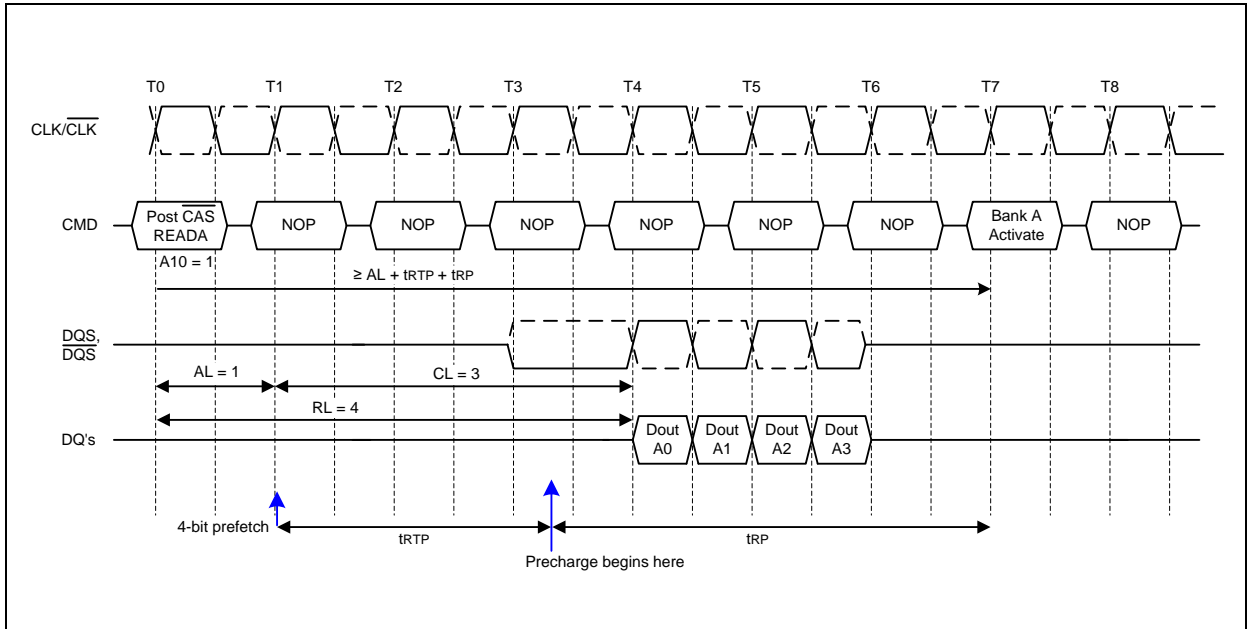 T0 T1 T2 T3 T4 T5 T6 T7 T8
CLK/CLK
CMD
Post CAS
READA
NOP
NOP
NOP
NOP
NOP
NOP
Bank A
Activate
NOP
A10 = 1
≥ AL + tRTP + tRP
DQS,
DQS
AL = 1
CL = 3
RL = 4
DQ's
Dout
A0
Dout
A1
Dout
A2
Dout
A3
4-bit prefetch
tRTP
tRP
Precharge begins here